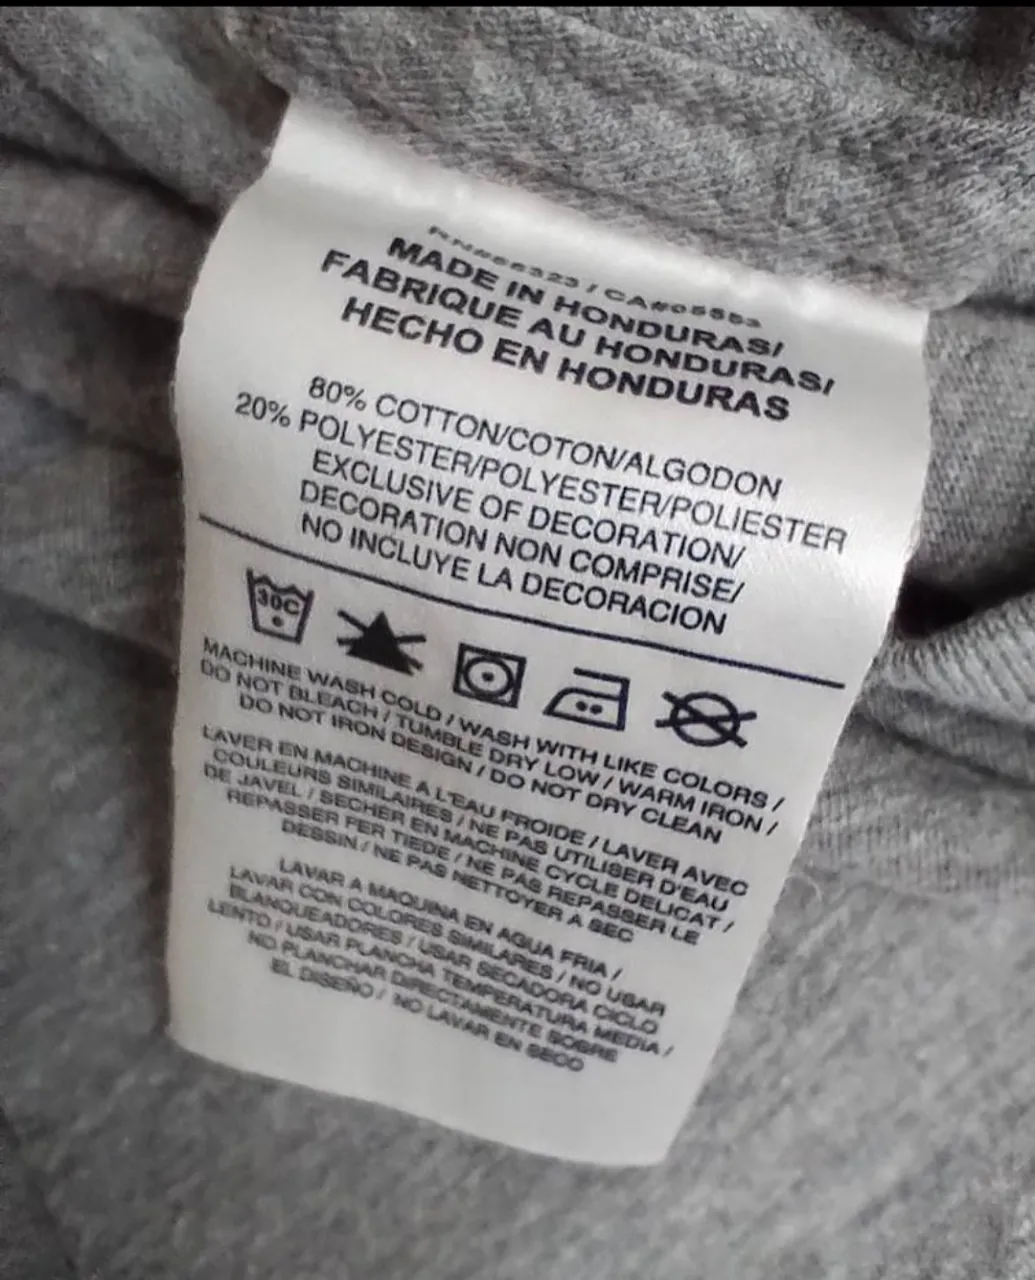 MADE IN HONDURAS/
FABRIQUE AU HONDURAS/
HECHO EN HONDURAS
80% COTTON/COTON/ALGODON
20% POLYESTER/POLYESTER/POLIESTER
EXCLUSIVE OF DECORATION/
DECORATION NON COMPRISE/
NO INCLUYE LA DECORACION
30C
MACHINE WASH COLD / WASH WITH LIKE COLORS /
DO NOT BLEACH / TUMBLE DRY LOW / WARM IRON /
DO NOT IRON DESIGN / DO NOT DRY CLEAN
LAVER EN MACHINE A L'EAU FROIDE / LAVER AVEC
COULEURS SIMILAIRES / NE PAS UTILISER D'EAU
DE JAVEL / SECHER EN MACHINE CYCLE DELICAT /
REPASSER FER TIEDE / NE PAS REPASSER LE
DESSIN / NE PAS NETTOYER A SEC
LAVAR A MAQUINA EN AGUA FRIA /
LAVAR CON COLORES SIMILARES / NO USAR
BLANQUEADORES / USAR SECADORA CICLO
LENTO / USAR PLANCHA TEMPERATURA MEDIA /
NO PLANCHAR DIRECTAMENTE SOBRE
EL DISEÑO / NO LAVAR EN SECO